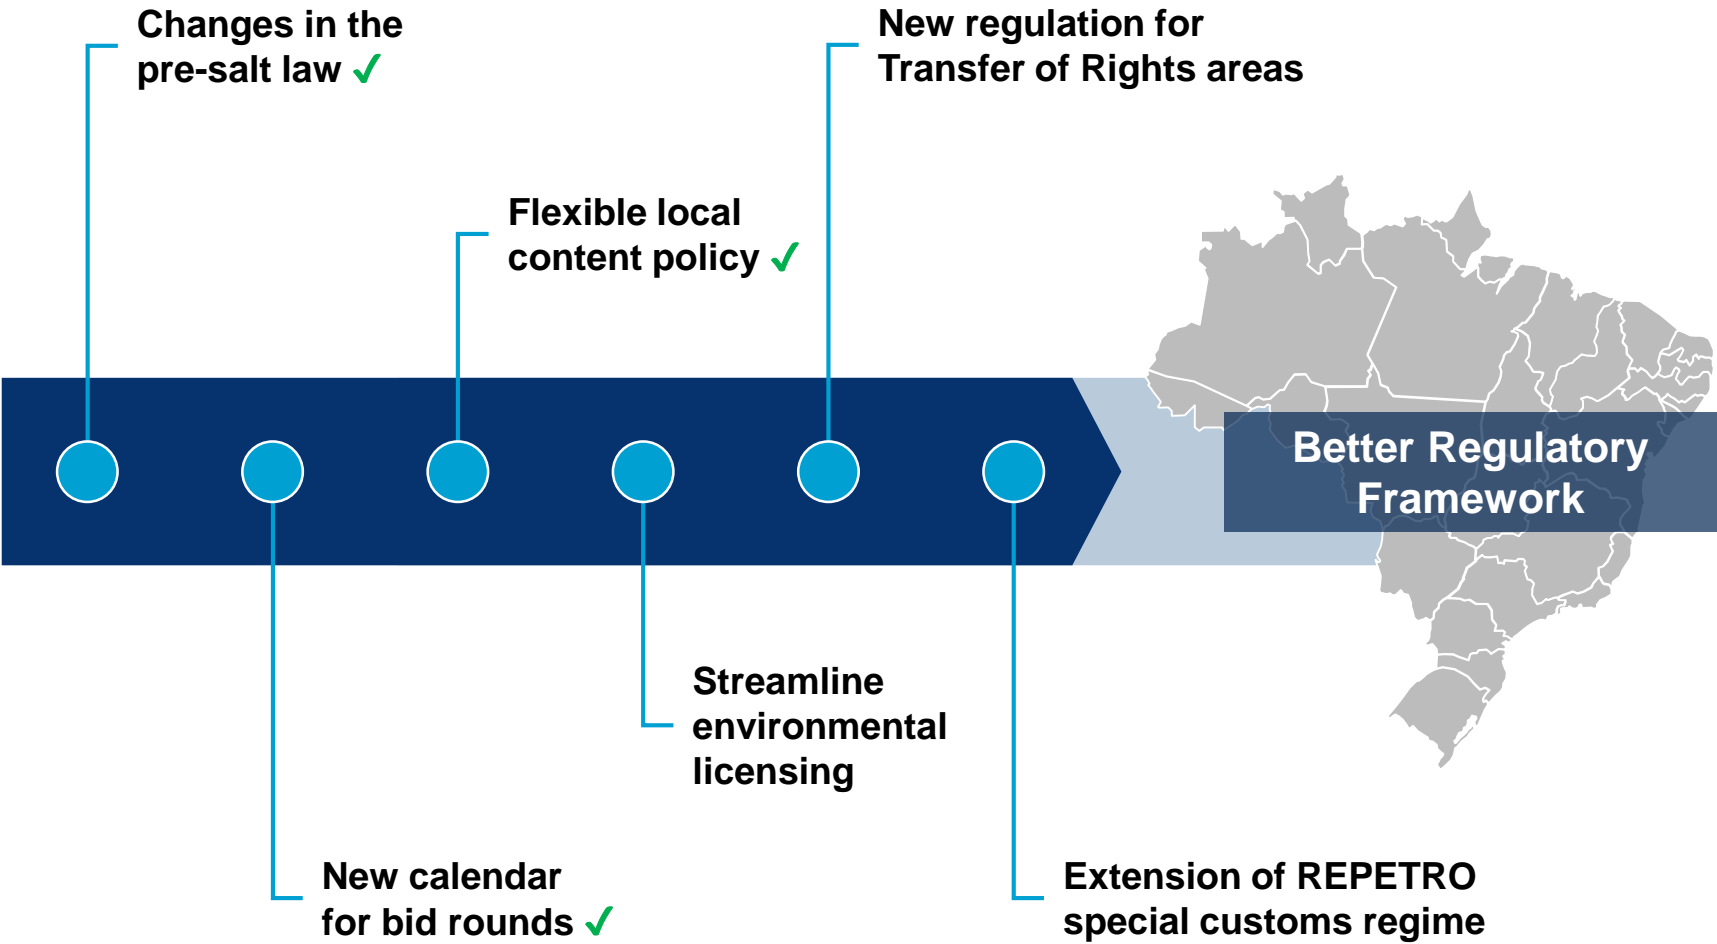 Changes in the
pre-salt law ✓
New regulation for
Transfer of Rights areas
Flexible local
content policy ✓
Better Regulatory
Framework
Streamline
environmental
licensing
New calendar
for bid rounds ✓
Extension of REPETRO
special customs regime